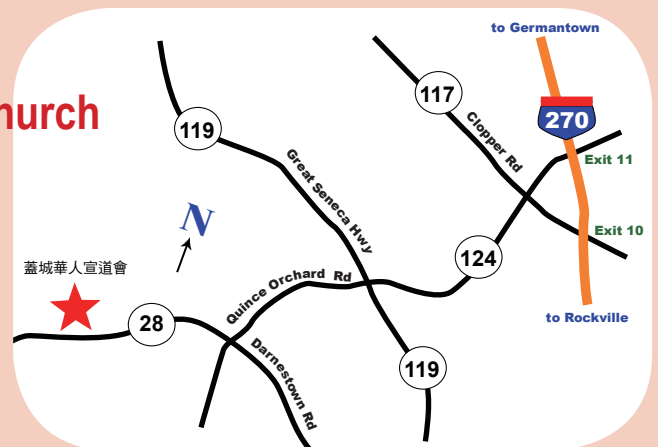 to Germantown
117
270
hurch
119
Clopper Rd
Exit 11
Great Seneca Hwy
N
Exit 10
124
蓋城華人宣道會
Quince Orchard Rd
28
to Rockville
Darnestown Rd
119